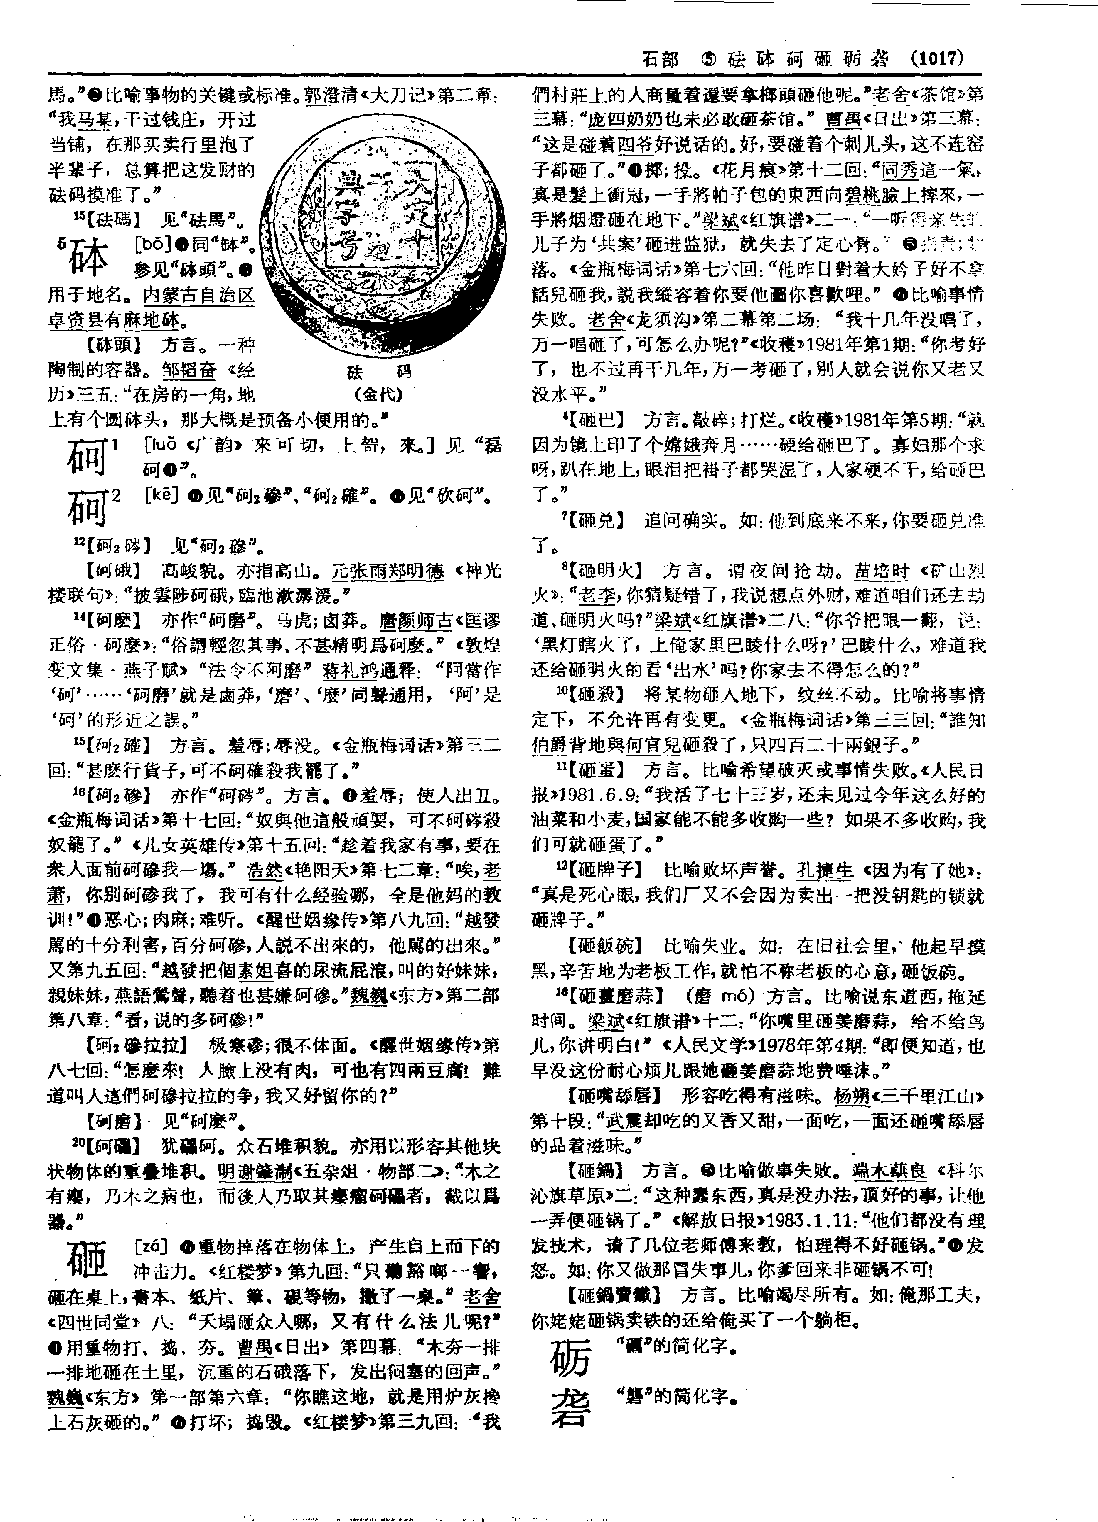 石部 ⑤ 砝 砵 砢 砸 砺 砻 (1017)
馬。”❷比喻事物的关键或标准。郭澄清《大刀记》第二章：
“我马某，干过钱庄，开过
当铺，在那买卖行里泡了
半辈子，总算把这发财的
砝码摸准了。”
15【砝碼】 见“砝馬”。
5砵 [bō]❶同“缽”。
参见“砵頭”。❷
用于地名。内蒙古自治区
卓资县有麻地砵。
【砵頭】 方言。一种
陶制的容器。邹韬奋《经
历》三五：“在房的一角，地
上有个圆砵头，那大概是预备小便用的。”
砝 码
(金代)
砢1 [luǒ《广韵》來可切，上哿，來。] 见“磊
砢❶”。
砢2 [kē] ❶见“砢2磣”、“砢2確”。❷见“砍砢”。
12【砢2硶】 见“砢2磣”。
【砢硪】 高峻貌。亦指高山。元张雨郑明德《神光
楼联句》：“披雲陟砢硪，臨池漱潺湲。”
14【砢麽】 亦作“砢磨”。马虎；卤莽。唐颜师古《匡谬
正俗·砢麽》：“俗謂輕忽其事、不甚精明爲砢麽。”《敦煌
变文集·燕子赋》“法令不阿磨” 蒋礼鸿通释：“阿當作
‘砢’……‘砢磨’就是卤莽，‘磨’、‘麽’同聲通用，‘阿’是
‘砢’的形近之誤。”
15【砢2確】 方言。羞辱；辱没。《金瓶梅词话》第三二
回：“甚麽行貨子，可不砢確殺我罷了。”
16【砢2磣】 亦作“砢硶”。方言。❶羞辱；使人出丑。
《金瓶梅词话》第十七回：“奴與他這般頑耍，可不砢硶殺
奴罷了。”《儿女英雄传》第十五回：“趁着我家有事，要在
衆人面前砢磣我一場。”浩然《艳阳天》第七二章：“唉，老
萧，你别砢碜我了，我可有什么经验哪，全是他妈的教
训！”❷恶心；肉麻；难听。《醒世姻缘传》第八九回：“越發
罵的十分利害，百分砢磣，人説不出來的，他罵的出來。”
又第九五回：“越發把個素姐喜的尿流屁滚，叫的好妹妹，
親妹妹，燕語鶯聲，聽着也甚嫌砢磣。”魏巍《东方》第二部
第八章：“看，说的多砢碜！”
【砢2磣拉拉】 极寒碜；很不体面。《醒世姻缘传》第
八七回：“怎麽來！人臉上没有肉，可也有四兩豆腐！難
道叫人這們砢磣拉拉的争，我又好留你的？”
【砢磨】 见“砢麽”。
20【砢礧】 犹礧砢。众石堆积貌。亦用以形容其他块
状物体的重叠堆积。明谢肇淛《五杂俎·物部二》：“木之
有瘿，乃木之病也，而後人乃取其瘿瘤砢礧者，截以爲
器。”
砸 [zá] ❶重物掉落在物体上，产生自上而下的
冲击力。《红楼梦》第九回：“只聽豁啷一響，
砸在桌上，書本、纸片、筆、硯等物，撒了一桌。”老舍
《四世同堂》八：“天塌砸众人哪，又有什么法儿呢？”
❷用重物打、捣、夯。曹禺《日出》第四幕：“木夯一排
一排地砸在土里，沉重的石硪落下，发出闷塞的回声。”
魏巍《东方》第一部第六章：“你瞧这地，就是用炉灰搀
上石灰砸的。”❸打坏；捣毁。《红楼梦》第三九回：“我
們村莊上的人商量着還要拿榔頭砸他呢。”老舍《茶馆》第
三幕：“庞四奶奶也未必敢砸茶馆。”曹禺《日出》第三幕：
“这是碰着四爷好说话的。好，要碰着个刺儿头，这不连窑
子都砸了。”❹掷；投。《花月痕》第十二回：“同秀這一氣，
真是髮上衝冠，一手將帕子包的東西向碧桃臉上摔來，一
手將烟燈砸在地下。”梁斌《红旗谱》二一：“一听得亲生的
儿子为‘共案’砸进监狱，就失去了定心骨。”❺责；数
落。《金瓶梅词话》第七六回：“他昨日對着大妗子好不拿
話兒砸我，説我縱容着你要他圖你喜歡哩。”❻比喻事情
失败。老舍《龙须沟》第二幕第二场：“我十几年没唱了，
万一唱砸了，可怎么办呢？”《收穫》1981年第1期：“你考好
了，也不过再干几年，万一考砸了，别人就会说你又老又
没水平。”
4【砸巴】 方言。敲碎；打烂。《收穫》1981年第5期：“就
因为镜上印了个嫦娥奔月……硬给砸巴了。寡妇那个求
呀，趴在地上，眼泪把褂子都哭湿了，人家硬不干，给砸巴
了。”
7【砸兑】 追问确实。如：他到底来不来，你要砸兑准
了。
8【砸明火】 方言。谓夜间抢劫。苗培时《矿山烈
火》：“老李，你猜疑错了，我说想点外财，难道咱们还去劫
道、砸明火吗？”梁斌《红旗谱》二八：“你爷把眼一翻，说：
‘黑灯瞎火了，上俺家里巴睖什么呀？’巴睖什么，难道我
还给砸明火的看‘出水’吗？你家去不得怎么的？”
10【砸殺】 将某物砸入地下，纹丝不动。比喻将事情
定下，不允许再有变更。《金瓶梅词话》第三三回：“誰知
伯爵背地與何官兒砸殺了，只四百二十兩銀子。”
11【砸蛋】 方言。比喻希望破灭或事情失败。《人民日
报》1981.6.9：“我活了七十三岁，还未见过今年这么好的
油菜和小麦，国家能不能多收购一些？如果不多收购，我
们可就砸蛋了。”
12【砸牌子】 比喻败坏声誉。孔捷生《因为有了她》：
“真是死心眼，我们厂又不会因为卖出一把没钥匙的锁就
砸牌子。”
【砸飯碗】 比喻失业。如：在旧社会里，他起早摸
黑，辛苦地为老板工作，就怕不称老板的心意，砸饭碗。
16【砸薑磨蒜】 (磨 mó) 方言。比喻说东道西，拖延
时间。梁斌《红旗谱》十二：“你嘴里砸姜磨蒜，给不给鸟
儿，你讲明白！”《人民文学》1978年第4期：“即便知道，也
早没这份耐心烦儿跟她砸姜磨蒜地费唾沫。”
【砸嘴舔唇】 形容吃得有滋味。杨朔《三千里江山》
第十段：“武震却吃的又香又甜，一面吃，一面还砸嘴舔唇
的品着滋味。”
【砸鍋】 方言。❶比喻做事失败。端木蕻良《科尔
沁旗草原》二：“这种蠢东西，真是没办法，顶好的事，让他
一弄便砸锅了。”《解放日报》1983.1.11：“他们都没有理
发技术，请了几位老师傅来教，怕理得不好砸锅。”❷发
怒。如：你又做那冒失事儿，你爹回来非砸锅不可！
【砸鍋賣鐵】 方言。比喻竭尽所有。如：俺那工夫，
你姥姥砸锅卖铁的还给俺买了一个躺柜。
砺 “礪”的简化字。
砻 “礱”的简化字。